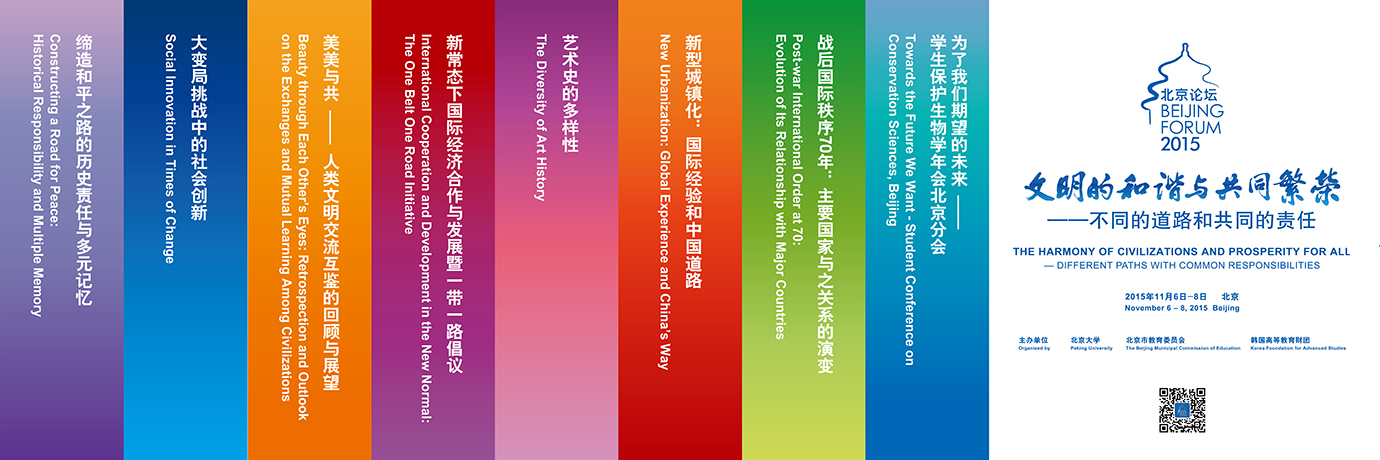 缔造和平之路的历史责任与多元记忆
Constructing a Road for Peace:
Historical Responsibility and Multiple Memory
大变局挑战中的社会创新
Social Innovation in Times of Change
美美与共 —— 人类文明交流互鉴的回顾与展望
Beauty through Each Other's Eyes: Retrospection and Outlook
on the Exchanges and Mutual Learning Among Civilizations
新常态下国际经济合作与发展暨一带一路倡议
International Cooperation and Development in the New Normal:
The One Belt One Road Initiative
艺术史的多样性
The Diversity of Art History
新型城镇化：国际经验和中国道路
New Urbanization: Global Experience and China's Way
战后国际秩序70年：主要国家与之关系的演变
Post-war International Order at 70:
Evolution of Its Relationship with Major Countries
为了我们期望的未来 ——
学生保护生物学年会北京分会
Towards the Future We Want - Student Conference on
Conservation Sciences, Beijing
北京论坛
BEIJING
FORUM
2015
文明的和谐与共同繁荣
——不同的道路和共同的责任
THE HARMONY OF CIVILIZATIONS AND PROSPERITY FOR ALL
— DIFFERENT PATHS WITH COMMON RESPONSIBILITIES
2015年11月6日-8日 北京
November 6 – 8, 2015 Beijing
主办单位 北京大学 北京市教育委员会 韩国高等教育财团
Organized by Peking University The Beijing Municipal Commission of Education Korea Foundation for Advanced Studies